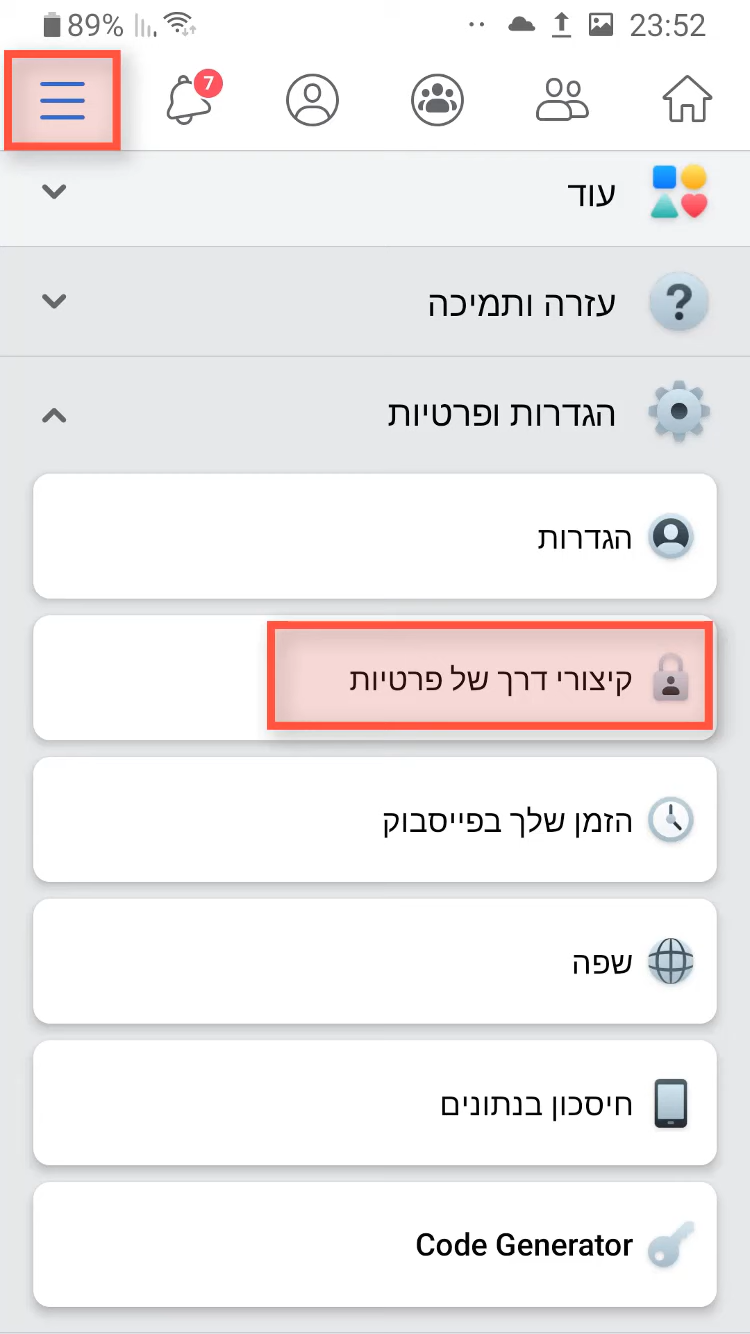 89% 23:52
7
עוד
עזרה ותמיכה
הגדרות ופרטיות
הגדרות
קיצורי דרך של פרטיות
הזמן שלך בפייסבוק
שפה
חיסכון בנתונים
Code Generator